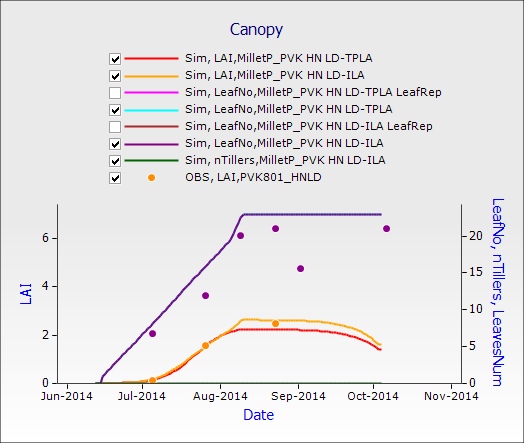 Canopy
Sim, LAI,MilletP_PVK HN LD-TPLA
Sim, LAI,MilletP_PVK HN LD-ILA
Sim, LeafNo,MilletP_PVK HN LD-TPLA LeafRep
Sim, LeafNo,MilletP_PVK HN LD-TPLA
Sim, LeafNo,MilletP_PVK HN LD-ILA LeafRep
Sim, LeafNo,MilletP_PVK HN LD-ILA
Sim, nTillers,MilletP_PVK HN LD-ILA
OBS, LAI,PVK801_HNLD
LAI
6
4
2
0
LeafNo, nTillers, LeavesNum
20
15
10
5
0
Jun-2014 Jul-2014 Aug-2014 Sep-2014 Oct-2014 Nov-2014
Date